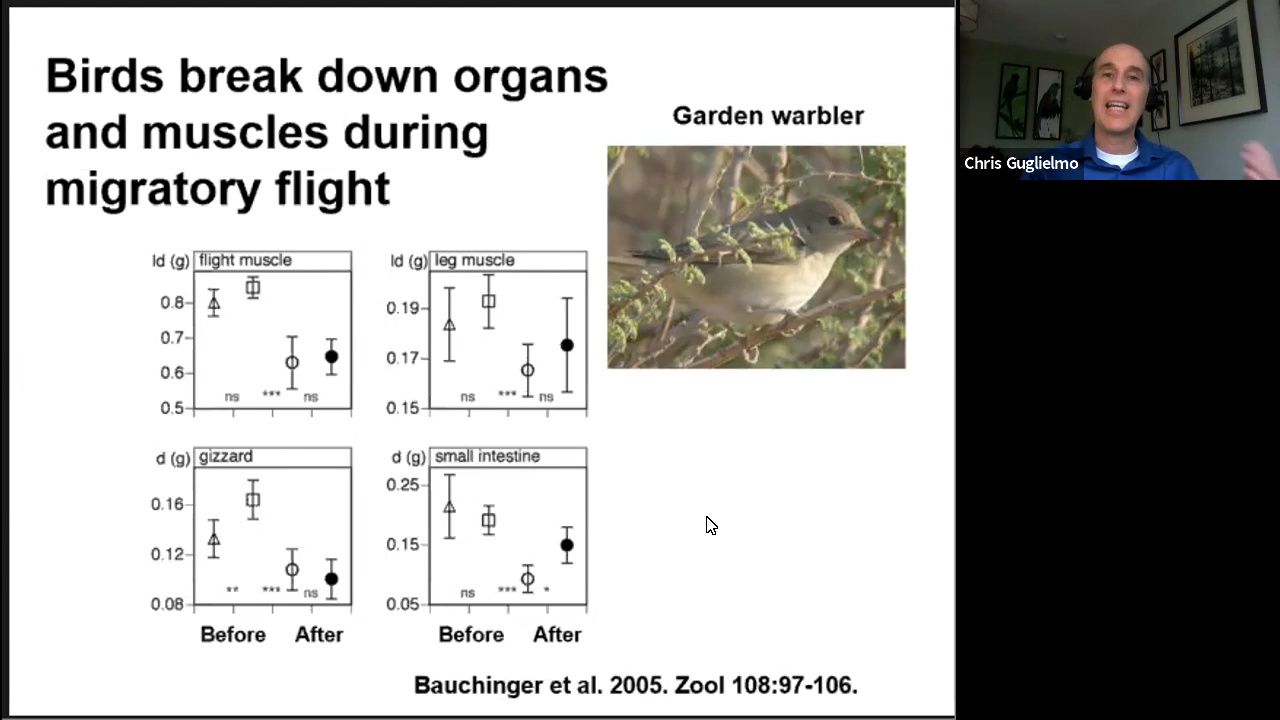 Birds break down organs
and muscles during
migratory flight
Garden warbler
Chris Guglielmo
ld (g) flight muscle
0.8
0.7
0.6
0.5
ns *** ns
ld (g) leg muscle
0.19
0.17
0.15
ns *** ns
d (g) gizzard
0.16
0.12
0.08
** *** ns
d (g) small intestine
0.25
0.15
0.05
ns *** *
Before After
Before After
Bauchinger et al. 2005. Zool 108:97-106.